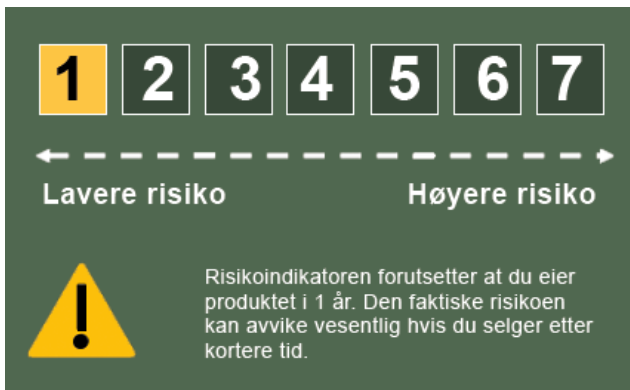 1 2 3 4 5 6 7
Lavere risiko Høyere risiko
Risikoindikatoren forutsetter at du eier
produktet i 1 år. Den faktiske risikoen
kan avvike vesentlig hvis du selger etter
kortere tid.